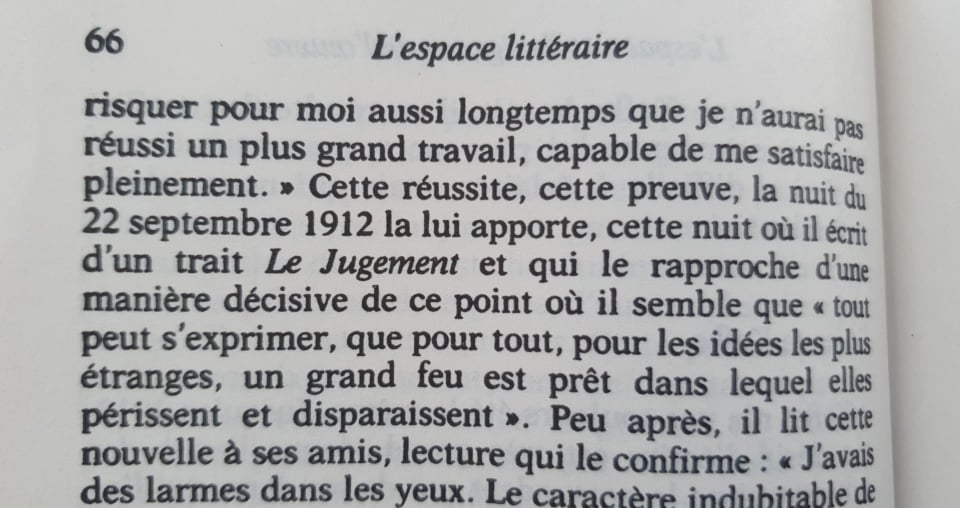 66 L'espace littéraire
risquer pour moi aussi longtemps que je n'aurai pas
réussi un plus grand travail, capable de me satisfaire
pleinement. » Cette réussite, cette preuve, la nuit du
22 septembre 1912 la lui apporte, cette nuit où il écrit
d'un trait Le Jugement et qui le rapproche d'une
manière décisive de ce point où il semble que « tout
peut s'exprimer, que pour tout, pour les idées les plus
étranges, un grand feu est prêt dans lequel elles
périssent et disparaissent ». Peu après, il lit cette
nouvelle à ses amis, lecture qui le confirme : « J'avais
des larmes dans les yeux. Le caractère indubitable de